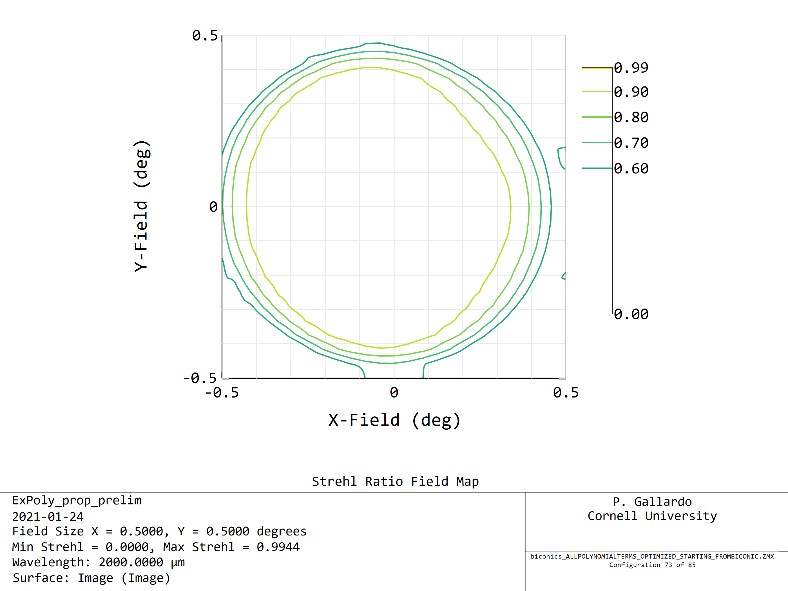 0.5
0
-0.5
-0.5
0
0.5
Y-Field (deg)
X-Field (deg)
0.99
0.90
0.80
0.70
0.60
0.00
Strehl Ratio Field Map
ExPoly_prop_prelim
2021-01-24
Field Size X = 0.5000, Y = 0.5000 degrees
Min Strehl = 0.0000, Max Strehl = 0.9944
Wavelength: 2000.0000 µm
Surface: Image (Image)
P. Gallardo
Cornell University
biconics_ALLPOLYNOMIALTERMS_OPTIMIZED_STARTING_FROMBICONIC.ZMX
Configuration 73 of 85